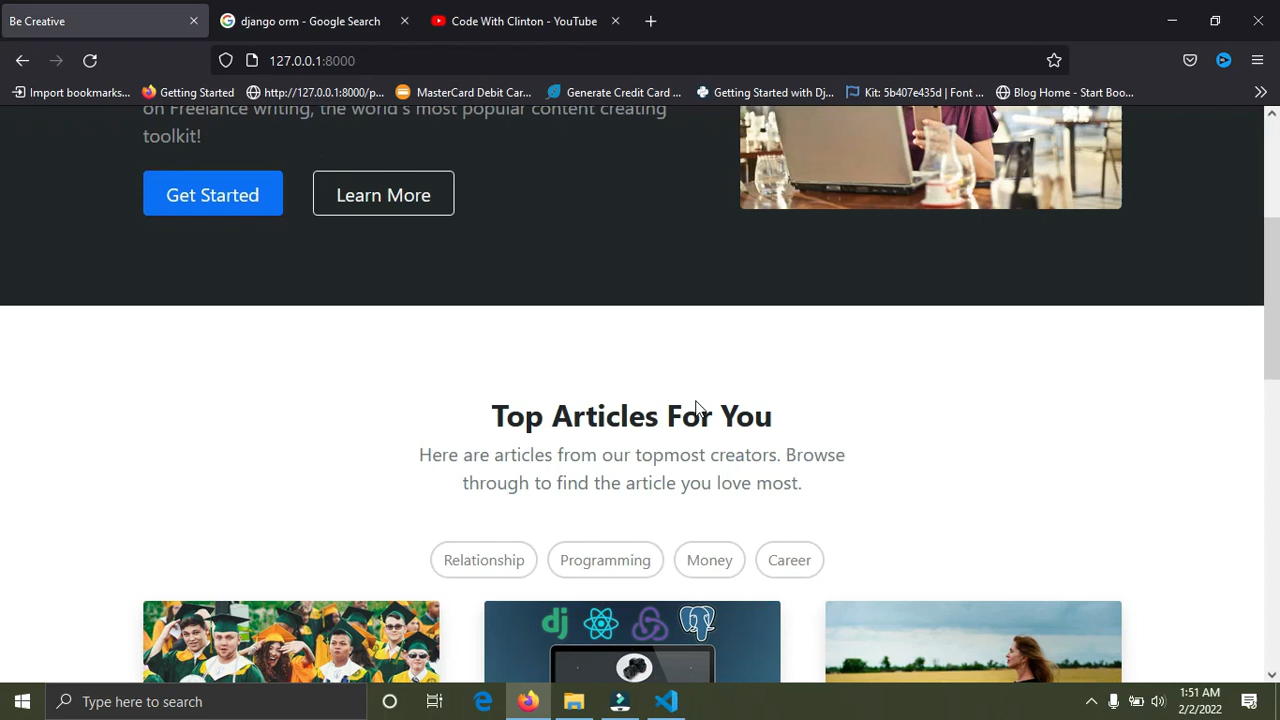 Be Creative
django orm - Google Search
Code With Clinton - YouTube
127.0.0.1:8000
Import bookmarks...
Getting Started
http://127.0.0.1:8000/p...
MasterCard Debit Car...
Generate Credit Card ...
Getting Started with Dj...
Kit: 5b407e435d | Font ...
Blog Home - Start Boo...
on Freelance writing, the world's most popular content creating
toolkit!
Get Started
Learn More
Top Articles For You
Here are articles from our topmost creators. Browse
through to find the article you love most.
Relationship
Programming
Money
Career
dj
Type here to search
1:51 AM
2/2/2022